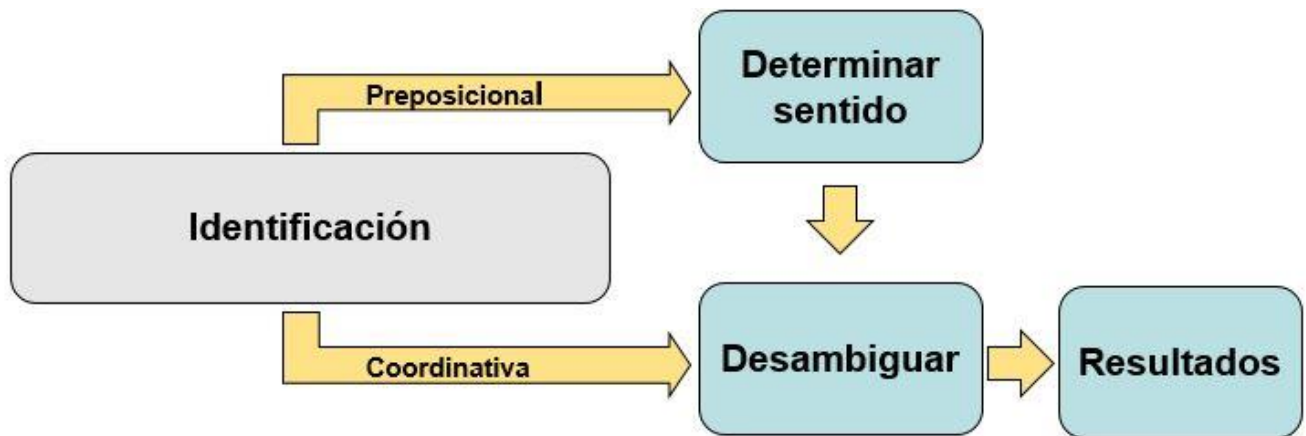 Preposicional
Determinar
sentido
Identificación
Coordinativa
Desambiguar
Resultados